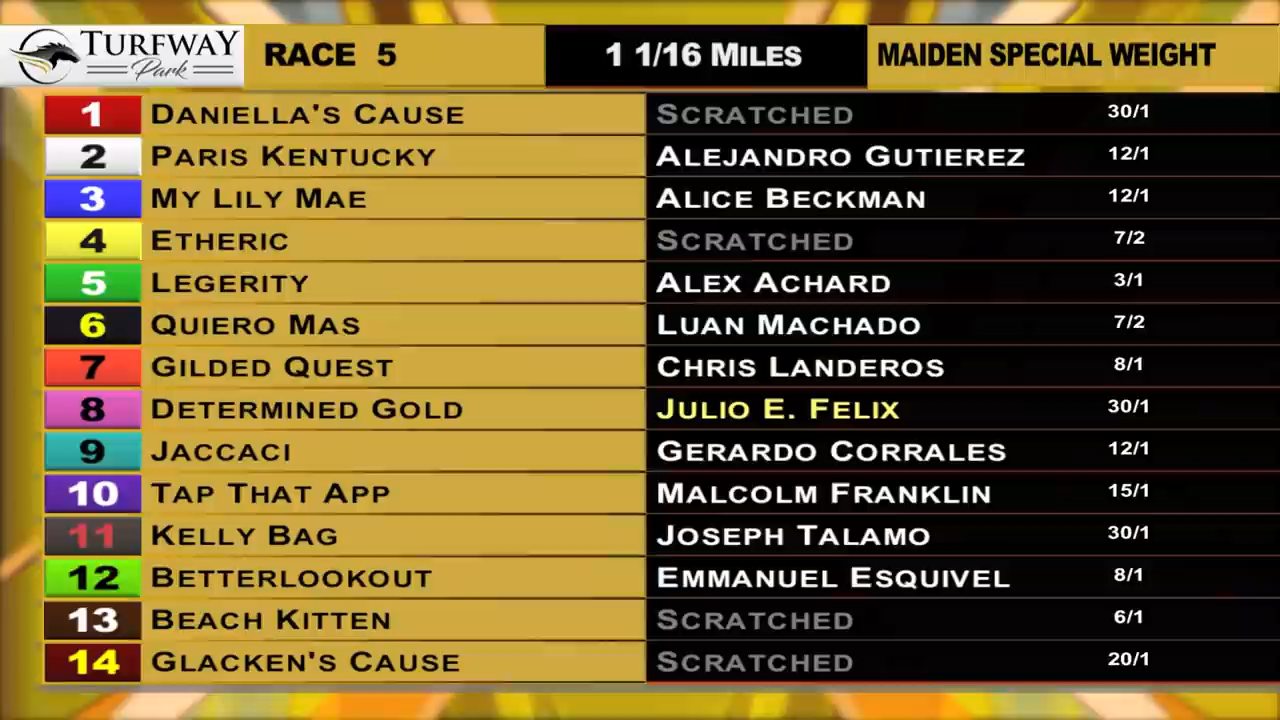 TURFWAY Park RACE 5 1 1/16 MILES MAIDEN SPECIAL WEIGHT
1 DANIELLA'S CAUSE SCRATCHED 30/1
2 PARIS KENTUCKY ALEJANDRO GUTIEREZ 12/1
3 MY LILY MAE ALICE BECKMAN 12/1
4 ETHERIC SCRATCHED 7/2
5 LEGERITY ALEX ACHARD 3/1
6 QUIERO MAS LUAN MACHADO 7/2
7 GILDED QUEST CHRIS LANDEROS 8/1
8 DETERMINED GOLD JULIO E. FELIX 30/1
9 JACCACI GERARDO CORRALES 12/1
10 TAP THAT APP MALCOLM FRANKLIN 15/1
11 KELLY BAG JOSEPH TALAMO 30/1
12 BETTERLOOKOUT EMMANUEL ESQUIVEL 8/1
13 BEACH KITTEN SCRATCHED 6/1
14 GLACKEN'S CAUSE SCRATCHED 20/1